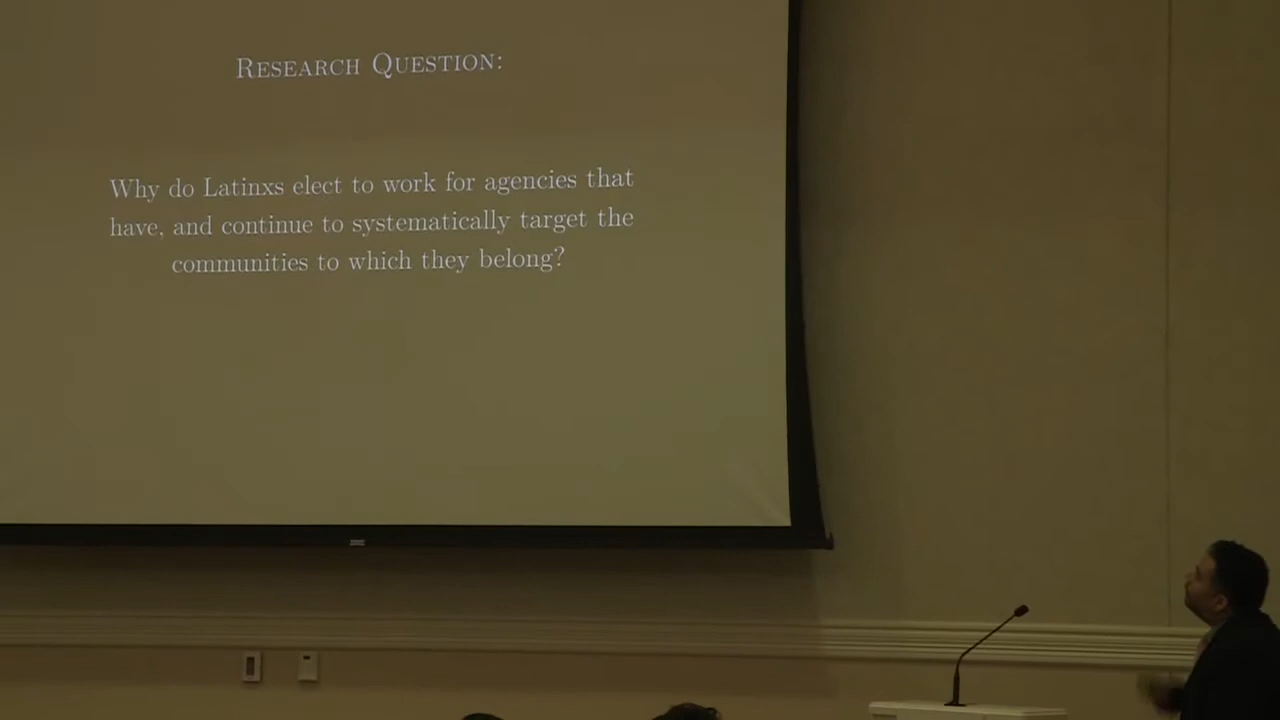 RESEARCH QUESTION:
Why do Latinxs elect to work for agencies that
have, and continue to systematically target the
communities to which they belong?